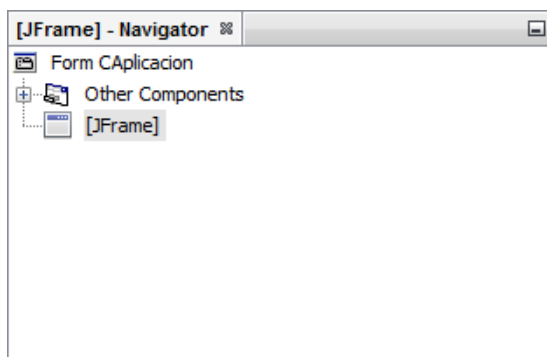 [JFrame] - Navigator
Form CAplicacion
Other Components
[JFrame]